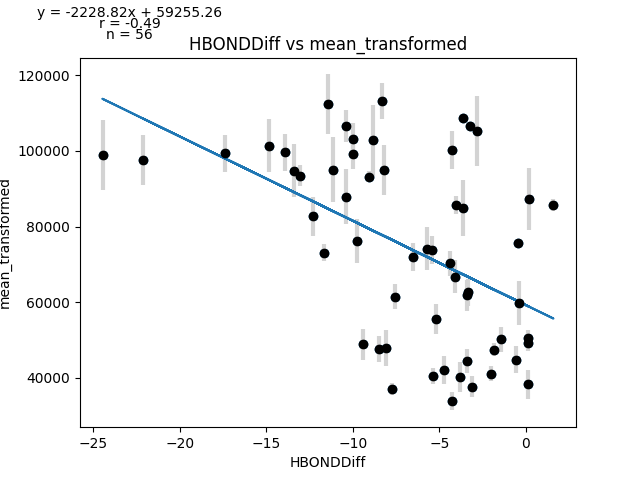 y = -2228.82x + 59255.26
r = -0.49
n = 56
HBONDDiff vs mean_transformed
120000
100000
80000
60000
40000
mean_transformed
−25
−20
−15
−10
−5
0
HBONDDiff